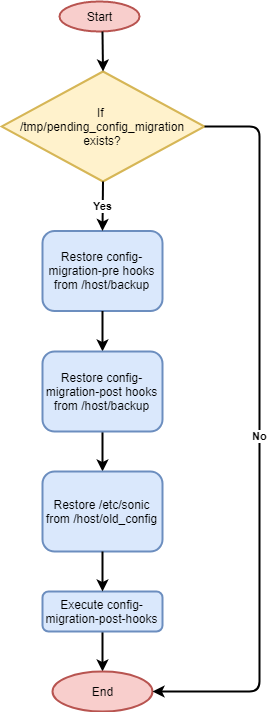 Start
If
/tmp/pending_config_migration
exists?
Yes
Restore config-
migration-pre hooks
from /host/backup
Restore config-
migration-post hooks
from /host/backup
No
Restore /etc/sonic
from /host/old_config
Execute config-
migration-post-hooks
End